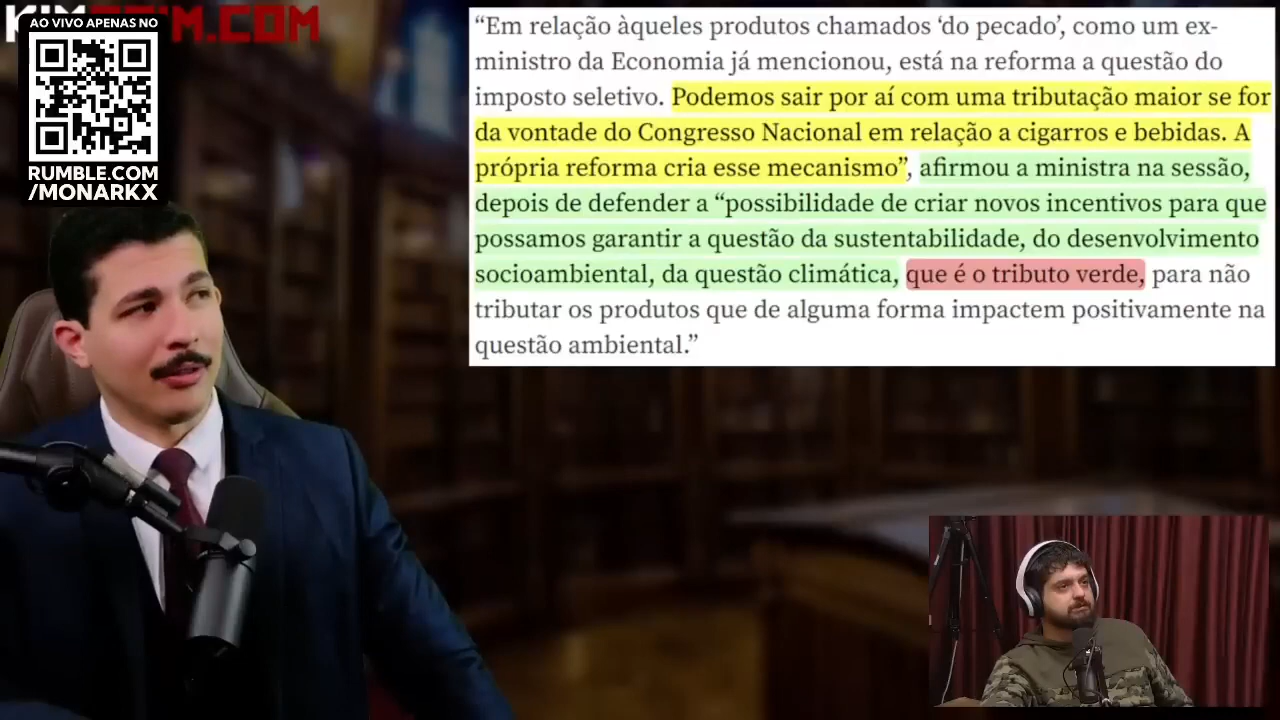 AO VIVO APENAS NO
RUMBLE.COM
/MONARKX
“Em relação àqueles produtos chamados ‘do pecado’, como um ex-
ministro da Economia já mencionou, está na reforma a questão do
imposto seletivo. Podemos sair por aí com uma tributação maior se for
da vontade do Congresso Nacional em relação a cigarros e bebidas. A
própria reforma cria esse mecanismo”, afirmou a ministra na sessão,
depois de defender a “possibilidade de criar novos incentivos para que
possamos garantir a questão da sustentabilidade, do desenvolvimento
socioambiental, da questão climática, que é o tributo verde, para não
tributar os produtos que de alguma forma impactem positivamente na
questão ambiental.”